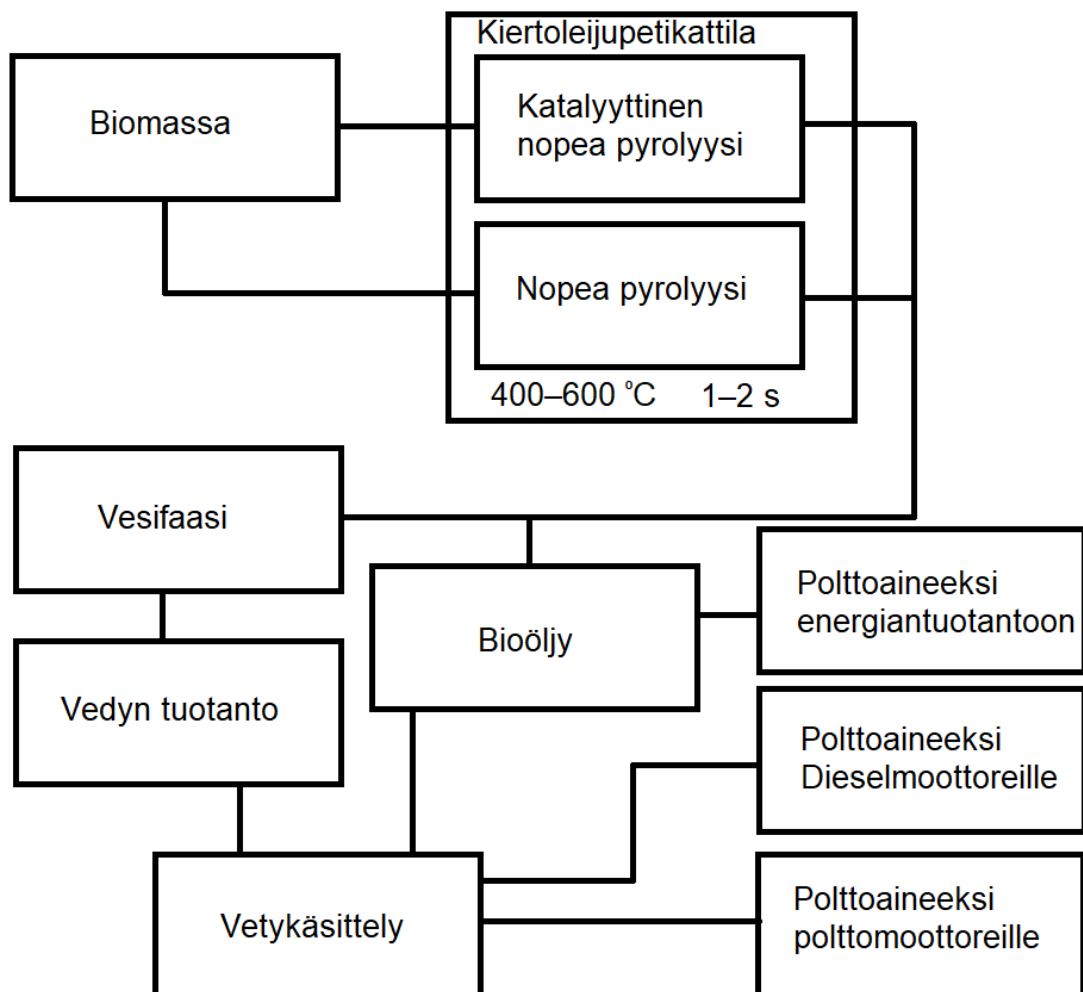 Kiertoleijupetikattila
Biomassa
Katalyyttinen
nopea pyrolyysi
Nopea pyrolyysi
400–600 °C 1–2 s
Vesifaasi
Bioöljy
Polttoaineeksi
energiantuotantoon
Vedyn tuotanto
Polttoaineeksi
Dieselmoottoreille
Vetykäsittely
Polttoaineeksi
polttomoottoreille